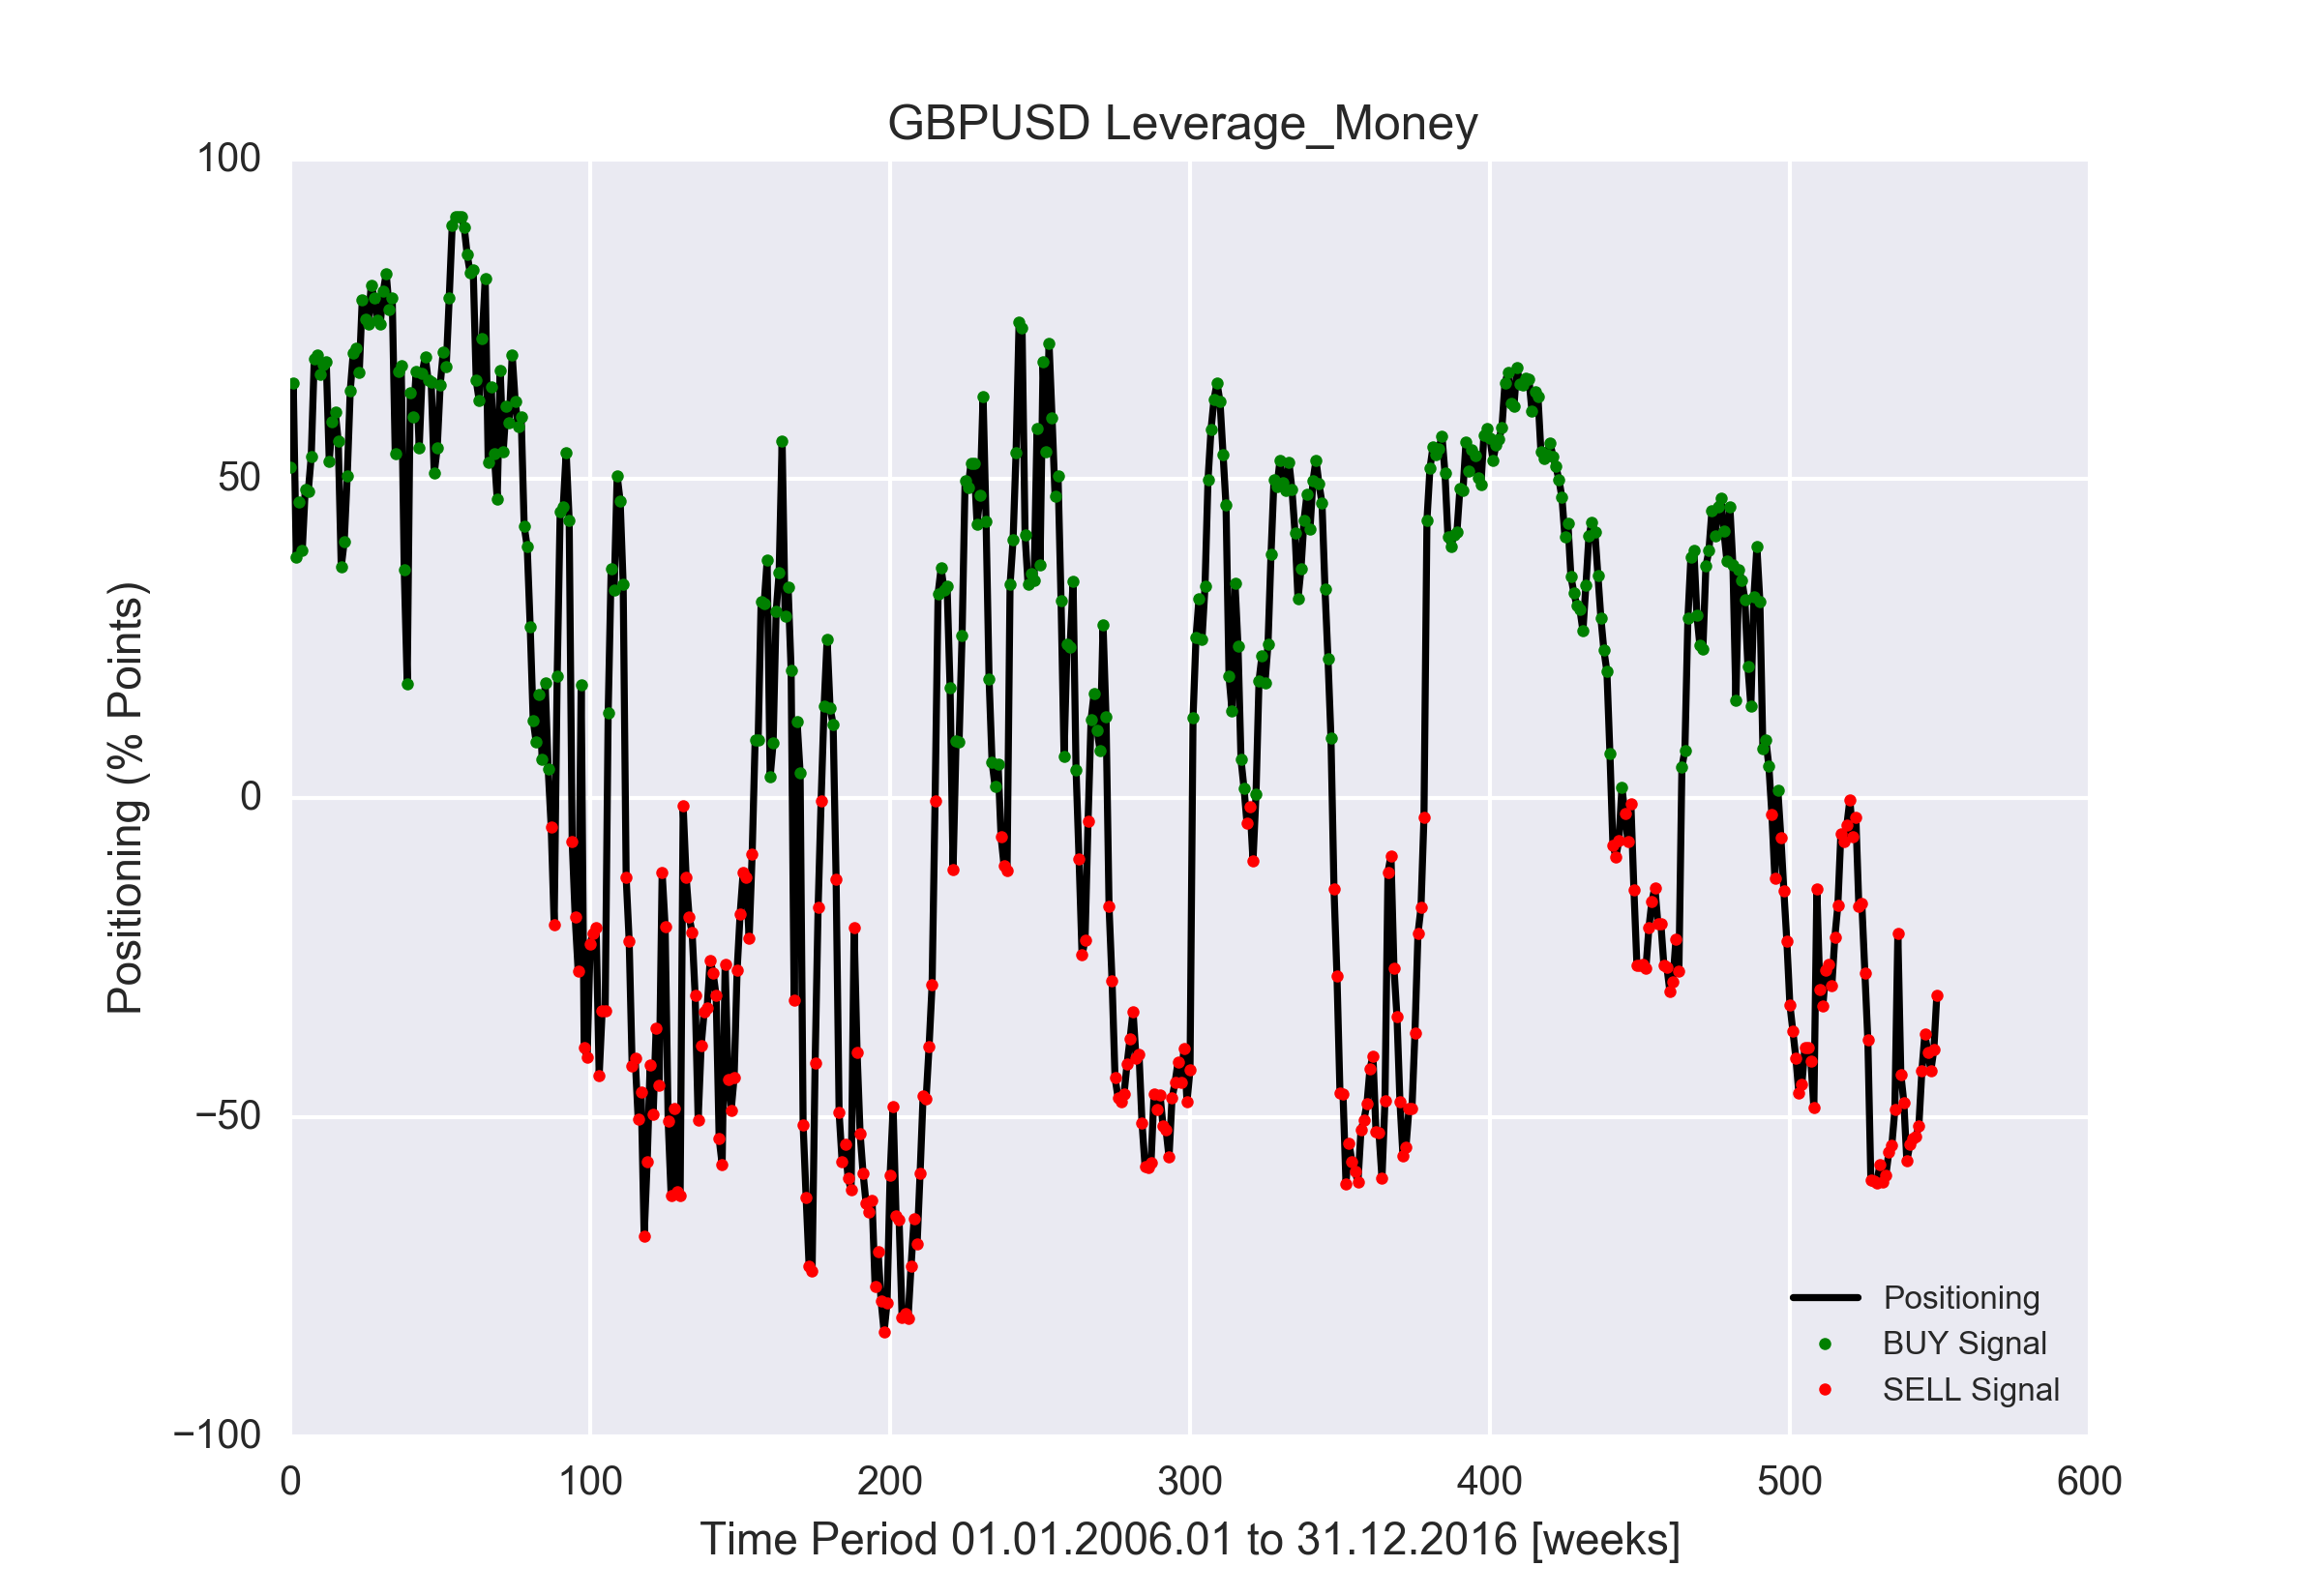 GBPUSD Leverage_Money
100
50
0
−50
−100
Positioning (% Points)
Positioning
BUY Signal
SELL Signal
0 100 200 300 400 500 600
Time Period 01.01.2006.01 to 31.12.2016 [weeks]